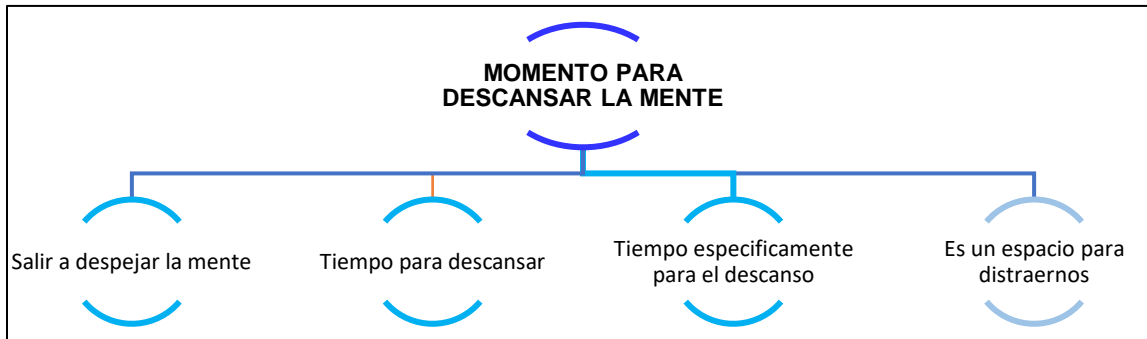 MOMENTO PARA
DESCANSAR LA MENTE
Salir a despejar la mente
Tiempo para descansar
Tiempo especificamente
para el descanso
Es un espacio para
distraernos